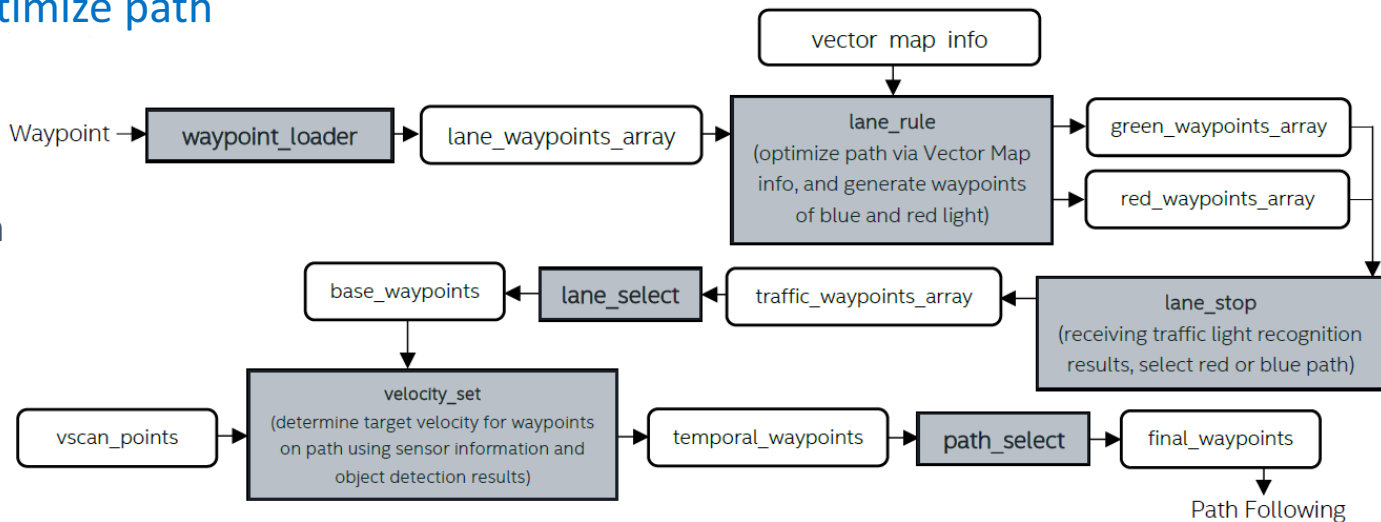 timize path
vector map info
Waypoint
waypoint_loader
lane_waypoints_array
lane_rule
(optimize path via Vector Map
info, and generate waypoints
of blue and red light)
green_waypoints_array
red_waypoints_array
base_waypoints
lane_select
traffic_waypoints_array
lane_stop
(receiving traffic light recognition
results, select red or blue path)
vscan_points
velocity_set
(determine target velocity for waypoints
on path using sensor information and
object detection results)
temporal_waypoints
path_select
final_waypoints
Path Following